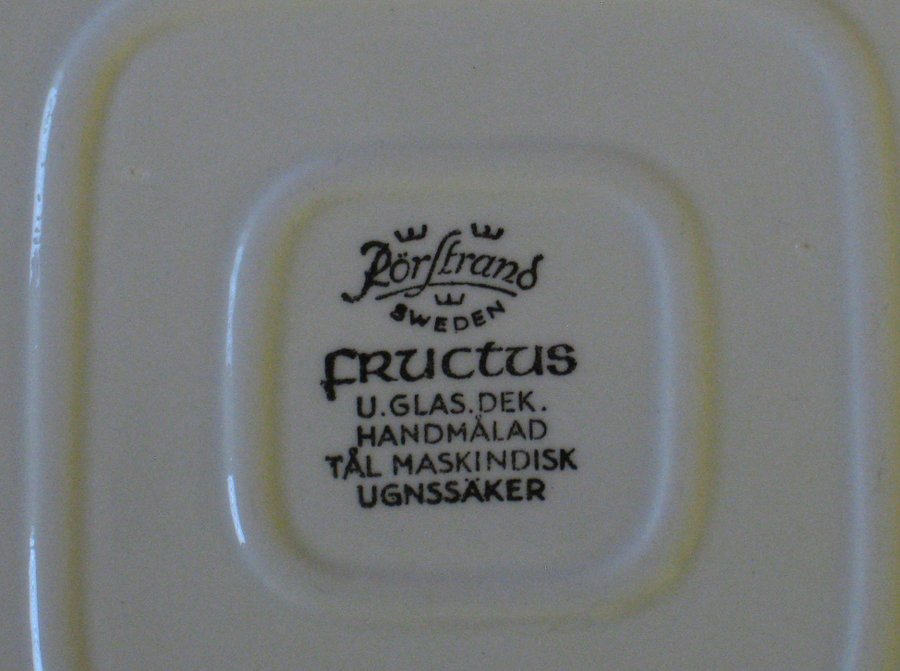 Rörstrand
SWEDEN
FRUCTUS
U.GLAS.DEK.
HANDMÅLAD
TÅL MASKINDISK
UGNSSÄKER